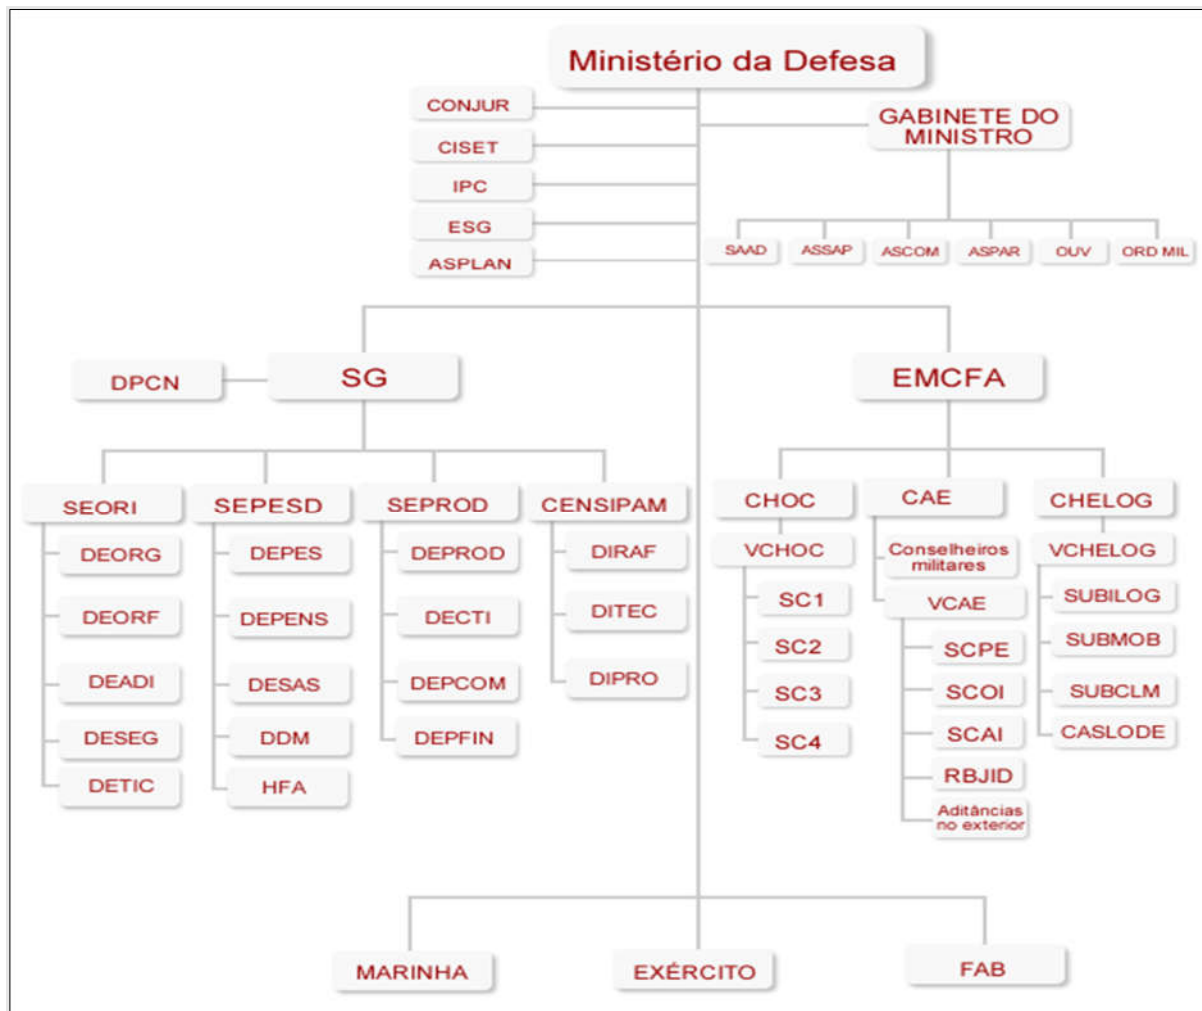 Ministério da Defesa
CONJUR
CISET
IPC
ESG
ASPLAN
GABINETE DO
MINISTRO
SAAD
ASSAP
ASCOM
ASPAR
OUV
ORD MIL
DPCN
SG
EMCFA
SEORI
DEORG
DEORF
DEADI
DESEG
DETIC
SEPESD
DEPES
DEPENS
DESAS
DDM
HFA
SEPROD
DEPROD
DECTI
DEPCOM
DEPFIN
CENSIPAM
DIRAF
DITEC
DIPRO
CHOC
VCHOC
SC1
SC2
SC3
SC4
CAE
Conselheiros
militares
VCAE
SCPE
SCOI
SCAI
RBJID
Aditâncias
no exterior
CHELOG
VCHELOG
SUBILOG
SUBMOB
SUBCLM
CASLODE
MARINHA
EXÉRCITO
FAB